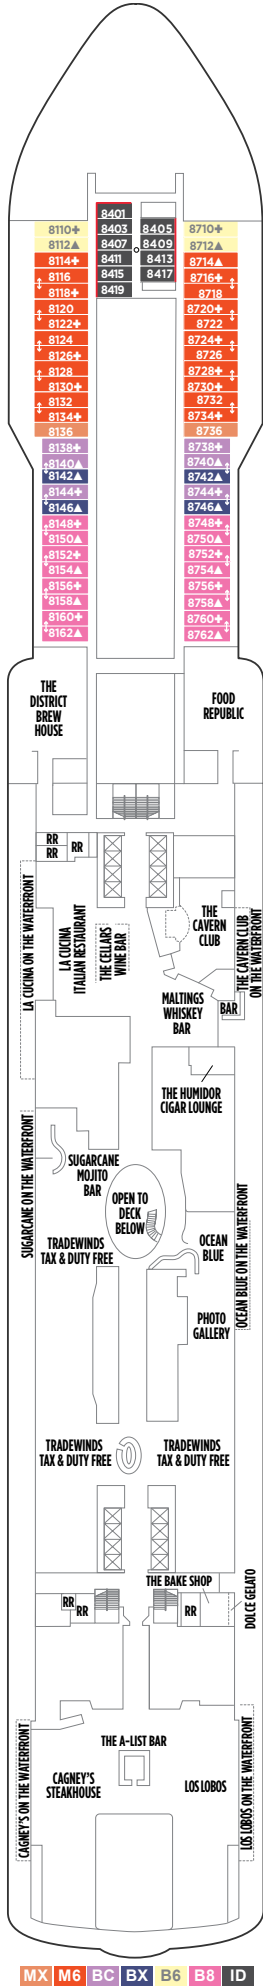 8401
8403 8405
8407 8409
8411 8413
8415 8417
8419
8110✚
8112▲
8114✚
8116
8118✚
8120
8122✚
8124
8126✚
8128
8130✚
8132
8134✚
8136
8138✚
8140▲
8142▲
8144✚
8146▲
8148✚
8150▲
8152✚
8154▲
8156✚
8158▲
8160✚
8162▲
8710✚
8712▲
8714▲
8716✚
8718
8720✚
8722
8724✚
8726
8728✚
8730✚
8732
8734✚
8736
8738✚
8740▲
8742▲
8744✚
8746▲
8748✚
8750▲
8752✚
8754▲
8756✚
8758▲
8760✚
8762▲
THE
DISTRICT
BREW
HOUSE
FOOD
REPUBLIC
RR
RR
RR
LA CUCINA ON THE WATERFRONT
LA CUCINA
ITALIAN RESTAURANT
THE CELLARS
WINE BAR
THE
CAVERN
CLUB
THE CAVERN CLUB
ON THE WATERFRONT
MALTINGS
WHISKEY
BAR
BAR
THE HUMIDOR
CIGAR LOUNGE
SUGARCANE ON THE WATERFRONT
SUGARCANE
MOJITO
BAR
OPEN TO
DECK
BELOW
OCEAN BLUE ON THE WATERFRONT
TRADEWINDS
TAX & DUTY FREE
OCEAN
BLUE
PHOTO
GALLERY
TRADEWINDS
TAX & DUTY FREE
TRADEWINDS
TAX & DUTY FREE
THE BAKE SHOP
DOLCE GELATO
RR
RR
RR
THE A-LIST BAR
CAGNEY'S ON THE WATERFRONT
CAGNEY'S
STEAKHOUSE
LOS LOBOS
LOS LOBOS ON THE WATERFRONT
MX M6 BC BX B6 B8 ID